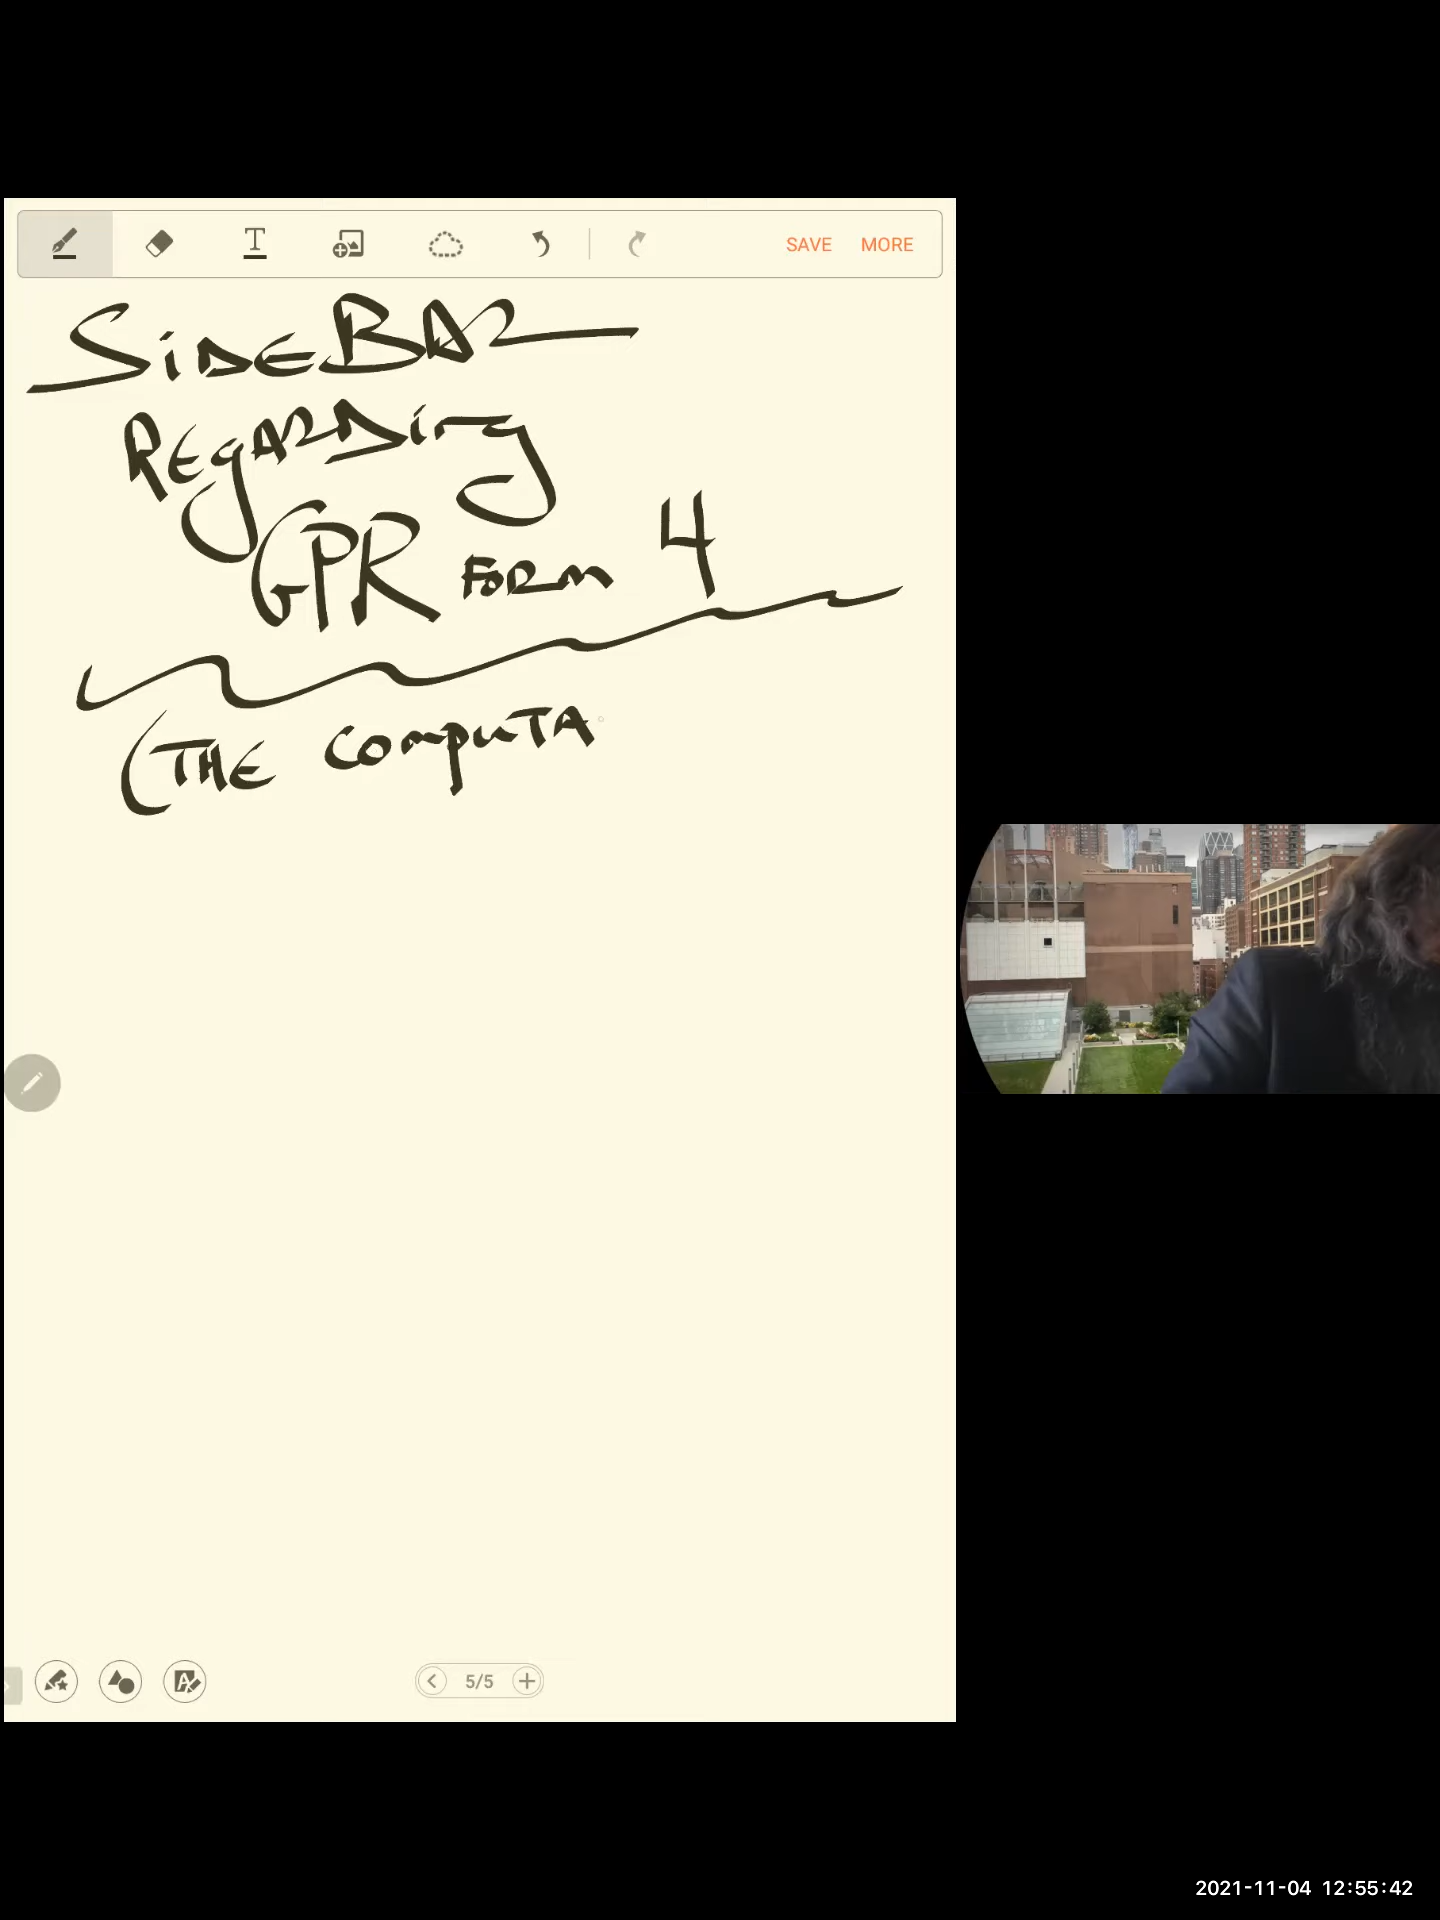 T
SAVE MORE
SiDEBAR
REgARDing
GPR FORM 4
(THE COMPUTA
A
5/5
2021-11-04 12:55:42